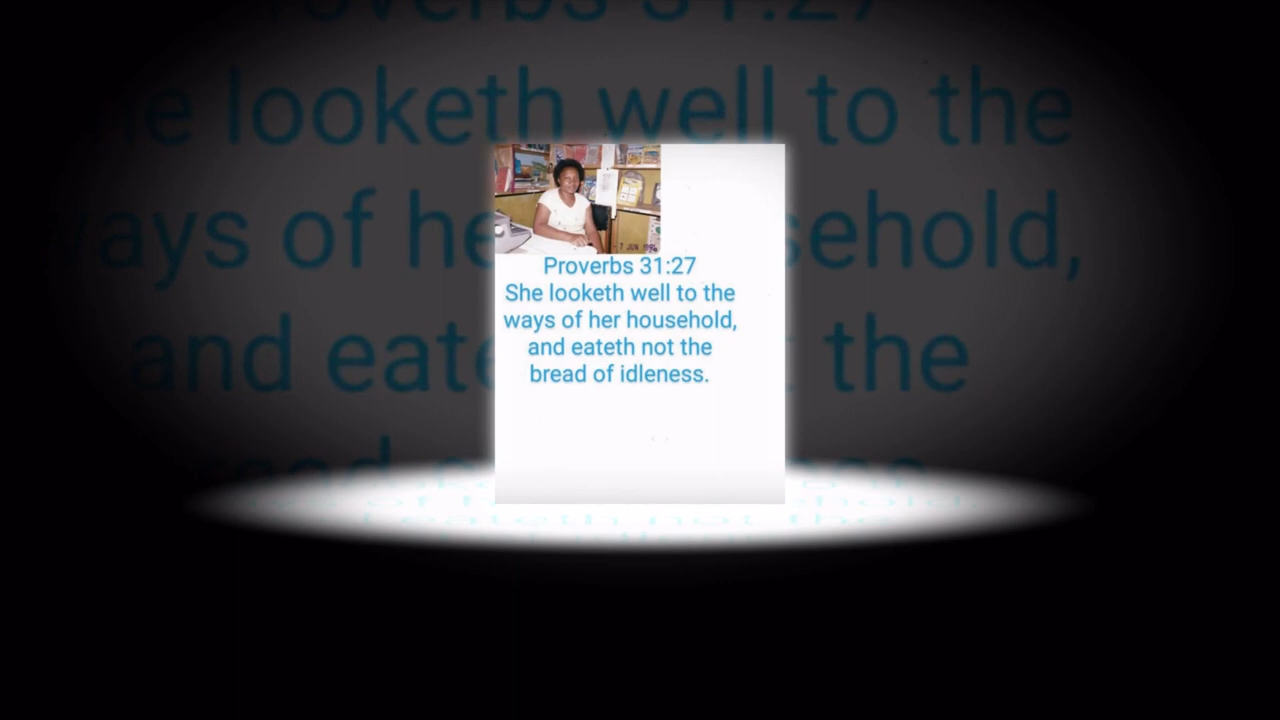 Proverbs 31:27
She looketh well to the
ways of her household,
and eateth not the
bread of idleness.